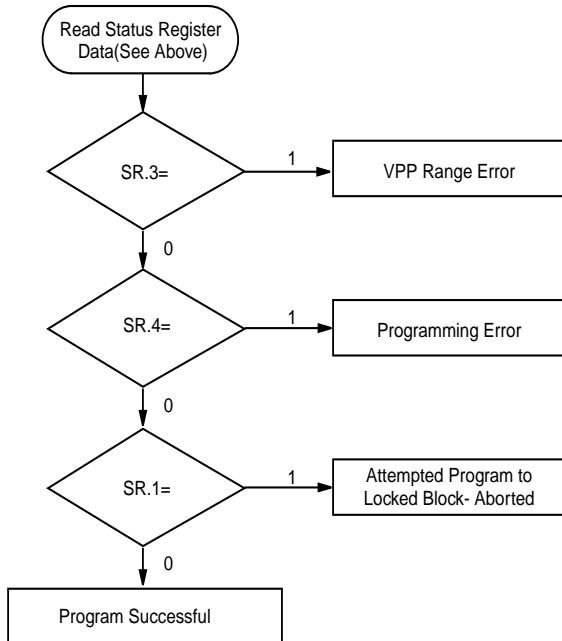 Read Status Register
Data(See Above)
SR.3=
1
VPP Range Error
0
SR.4=
1
Programming Error
0
SR.1=
1
Attempted Program to
Locked Block- Aborted
0
Program Successful